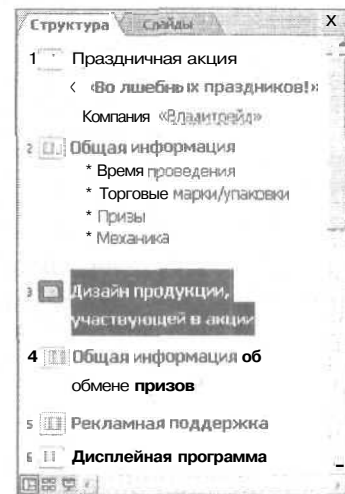 Структура Слайды X
1 Праздничная акция
< «Во лшебных праздников!»
Компания «Владитрейд»
2 Общая информация
* Время проведения
* Торговые марки/упаковки
* Призы
* Механика
3 Дизайн продукции,
участвующей в акции
4 Общая информация об
обмене призов
5 Рекламная поддержка
6 Дисплейная программа